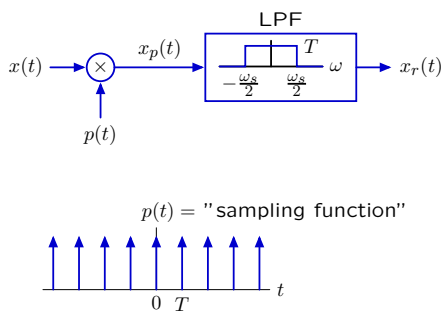 LPF
x(t) × x_p(t) T ω x_r(t)
-ω_s/2 ω_s/2
p(t)
p(t) = "sampling function"
t
0 T